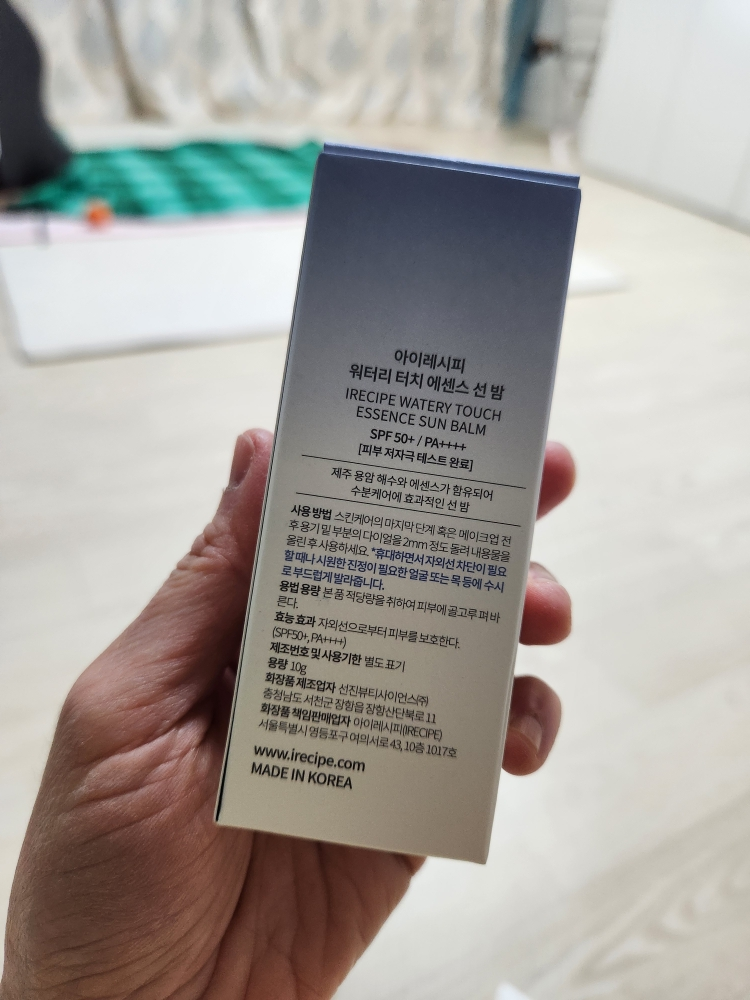 아이레시피
워터리 터치 에센스 선 밤
IRECIPE WATERY TOUCH
ESSENCE SUN BALM
SPF 50+ / PA++++
[피부 저자극 테스트 완료]
제주 용암 해수와 에센스가 함유되어
수분케어에 효과적인 선 밤
사용 방법 스킨케어의 마지막 단계 혹은 메이크업 전
후 용기 밑 부분의 다이얼을 2mm 정도 돌려 내용물을
올린 후 사용하세요. *휴대하면서 자외선 차단이 필요
할 때나 시원한 진정이 필요한 얼굴 또는 목 등에 수시
로 부드럽게 발라줍니다.
용법 용량 본 품 적당량을 취하여 피부에 골고루 펴 바
른다.
효능 효과 자외선으로부터 피부를 보호한다.
(SPF50+, PA++++)
제조번호 및 사용기한 별도 표기
용량 10g
화장품 제조업자 선진뷰티사이언스㈜
충청남도 서천군 장항읍 장항산단북로 11
화장품 책임판매업자 아이레시피(IRECIPE)
서울특별시 영등포구 여의서로 43, 10층 1017호
www.irecipe.com
MADE IN KOREA